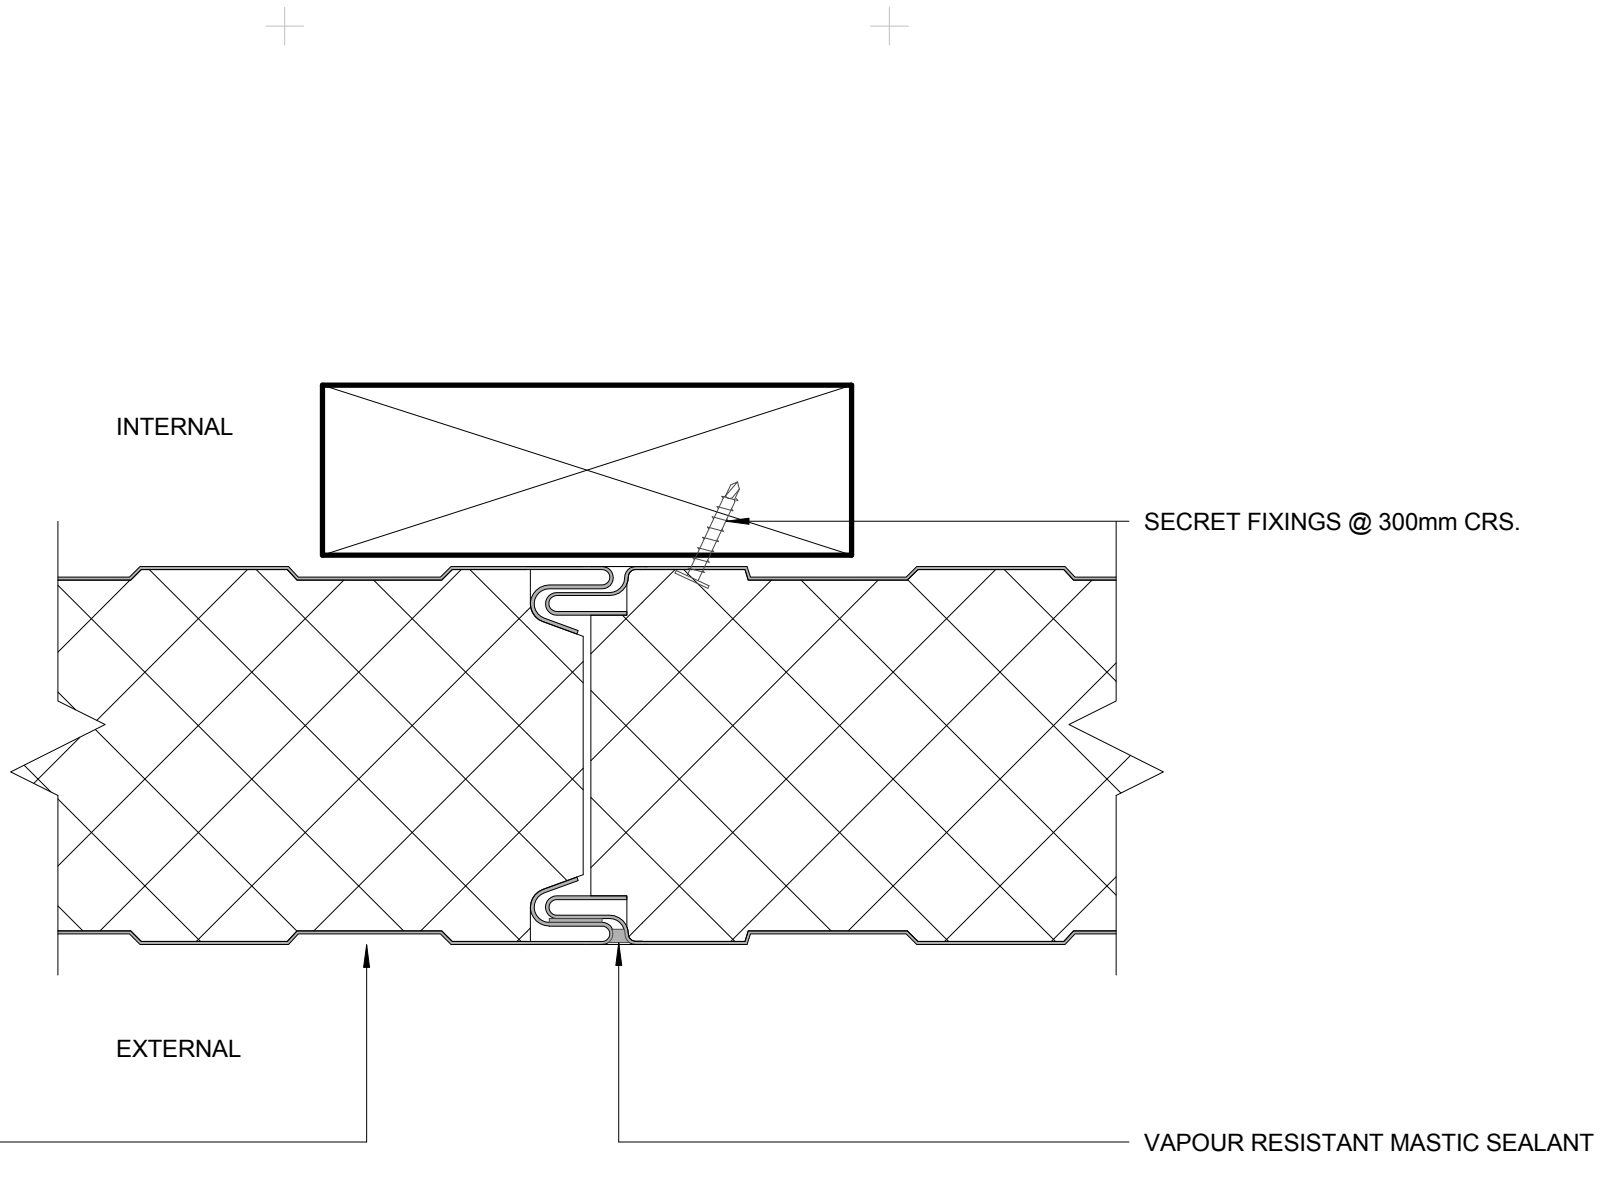 INTERNAL
SECRET FIXINGS @ 300mm CRS.
EXTERNAL
VAPOUR RESISTANT MASTIC SEALANT